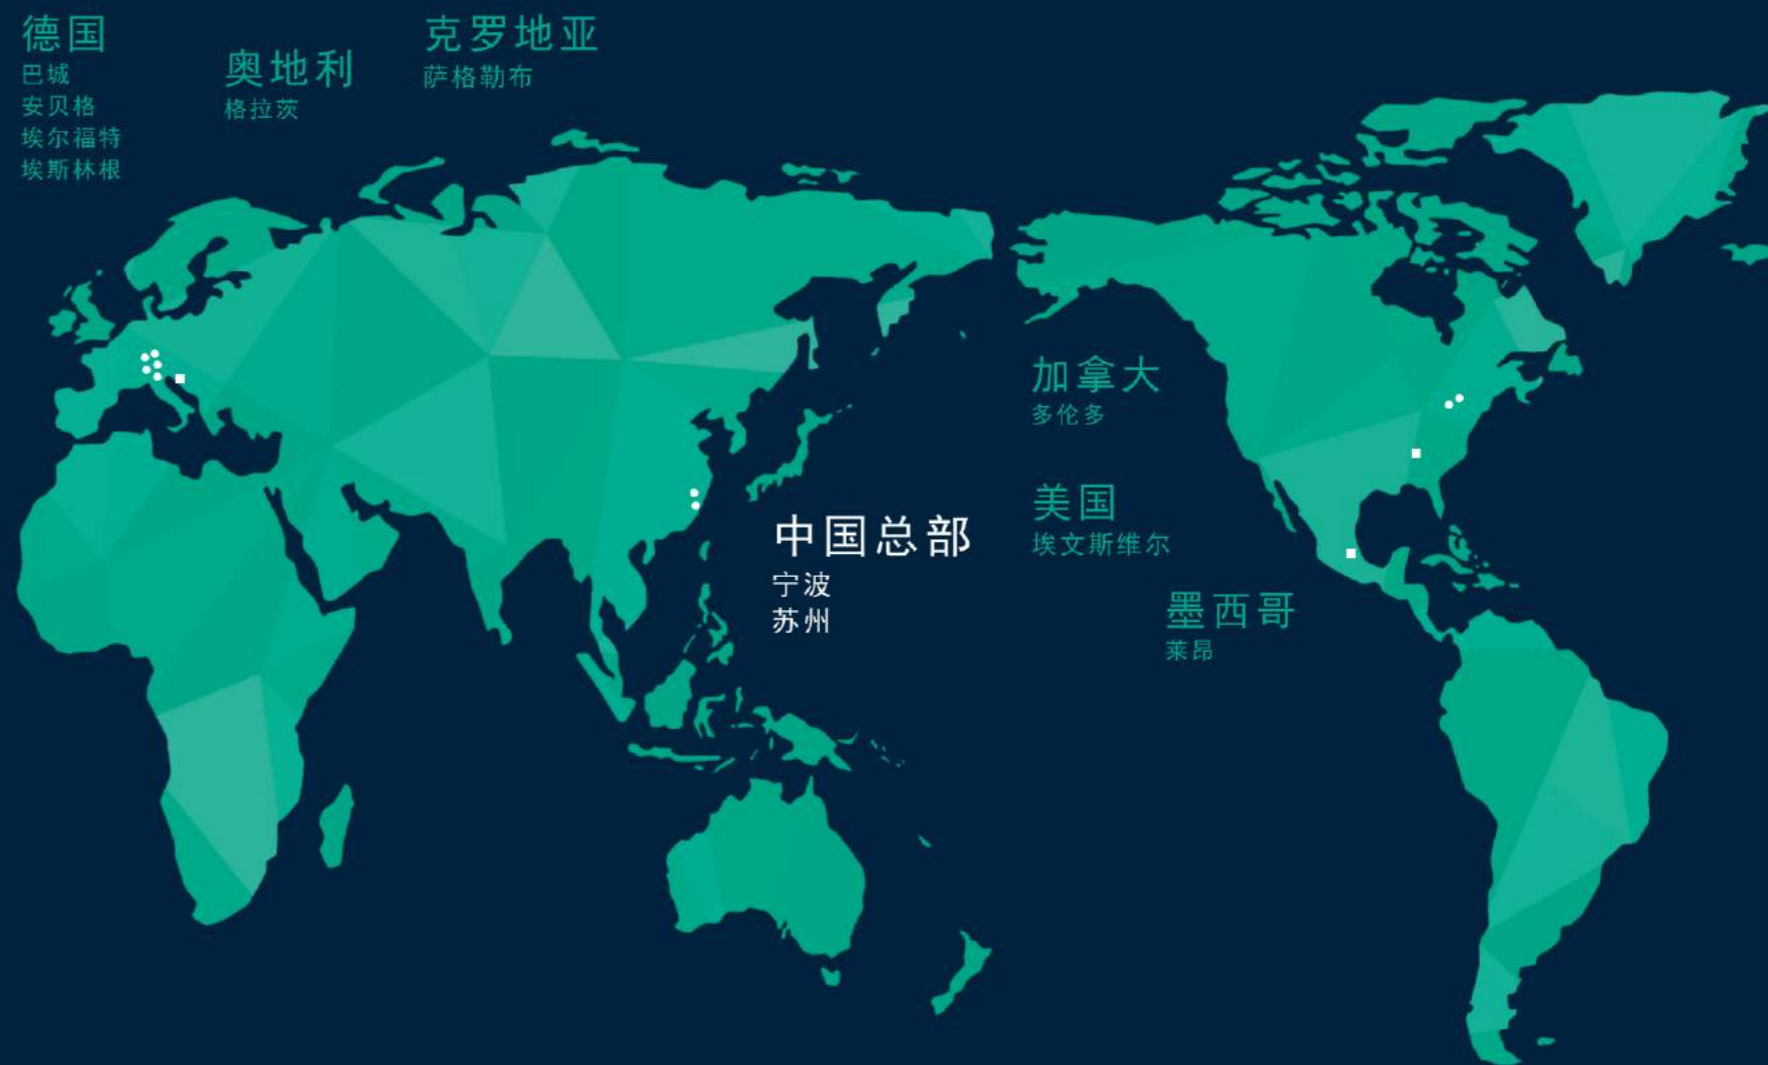 德国
巴城
安贝格
埃尔福特
埃斯林根
奥地利
格拉茨
克罗地亚
萨格勒布
加拿大
多伦多
美国
埃文斯维尔
中国总部
宁波
苏州
墨西哥
莱昂